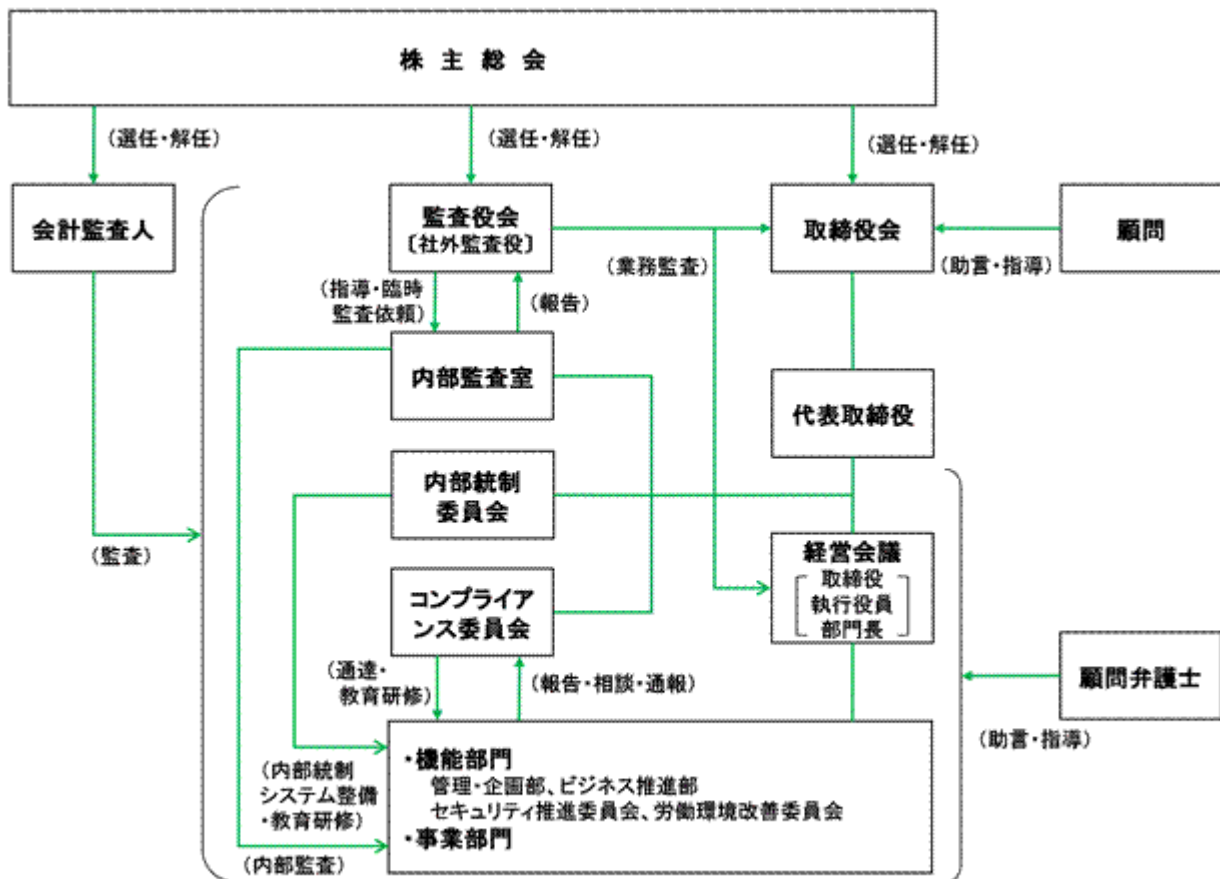 株主総会
（選任・解任）
（選任・解任）
（選任・解任）
会計監査人
監査役会
〔社外監査役〕
取締役会
顧問
（業務監査）
（助言・指導）
（指導・臨時
監査依頼）
（報告）
内部監査室
代表取締役
内部統制
委員会
（監査）
経営会議
取締役
執行役員
部門長
コンプライア
ンス委員会
（通達・
教育研修）
（報告・相談・通報）
顧問弁護士
（助言・指導）
・機能部門
管理・企画部、ビジネス推進部
セキュリティ推進委員会、労働環境改善委員会
・事業部門
（内部統制
システム整備
・教育研修）
（内部監査）